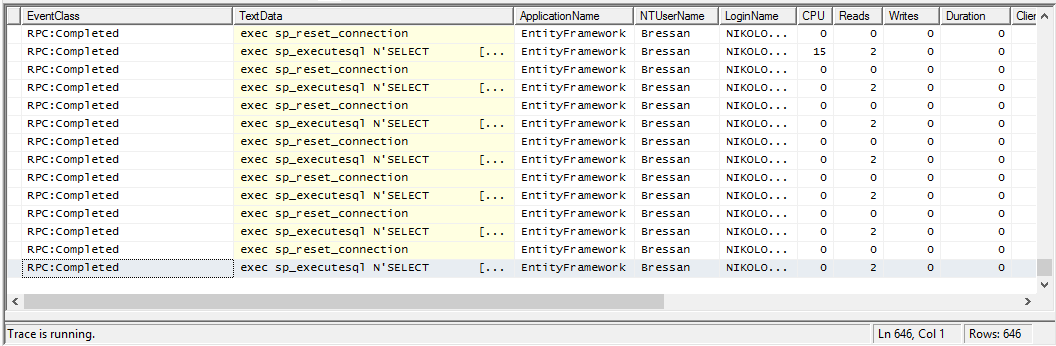 EventClass TextData ApplicationName NTUserName LoginName CPU Reads Writes Duration Clien
RPC:Completed exec sp_reset_connection EntityFramework Bressan NIKOLO... 0 0 0 0
RPC:Completed exec sp_executesql N'SELECT [... EntityFramework Bressan NIKOLO... 15 2 0 0
RPC:Completed exec sp_reset_connection EntityFramework Bressan NIKOLO... 0 0 0 0
RPC:Completed exec sp_executesql N'SELECT [... EntityFramework Bressan NIKOLO... 0 2 0 0
RPC:Completed exec sp_reset_connection EntityFramework Bressan NIKOLO... 0 0 0 0
RPC:Completed exec sp_executesql N'SELECT [... EntityFramework Bressan NIKOLO... 0 2 0 0
RPC:Completed exec sp_reset_connection EntityFramework Bressan NIKOLO... 0 0 0 0
RPC:Completed exec sp_executesql N'SELECT [... EntityFramework Bressan NIKOLO... 0 2 0 0
RPC:Completed exec sp_reset_connection EntityFramework Bressan NIKOLO... 0 0 0 0
RPC:Completed exec sp_executesql N'SELECT [... EntityFramework Bressan NIKOLO... 0 2 0 0
RPC:Completed exec sp_reset_connection EntityFramework Bressan NIKOLO... 0 0 0 0
RPC:Completed exec sp_executesql N'SELECT [... EntityFramework Bressan NIKOLO... 0 2 0 0
RPC:Completed exec sp_reset_connection EntityFramework Bressan NIKOLO... 0 0 0 0
RPC:Completed exec sp_executesql N'SELECT [... EntityFramework Bressan NIKOLO... 0 2 0 0
Trace is running. Ln 646, Col 1 Rows: 646